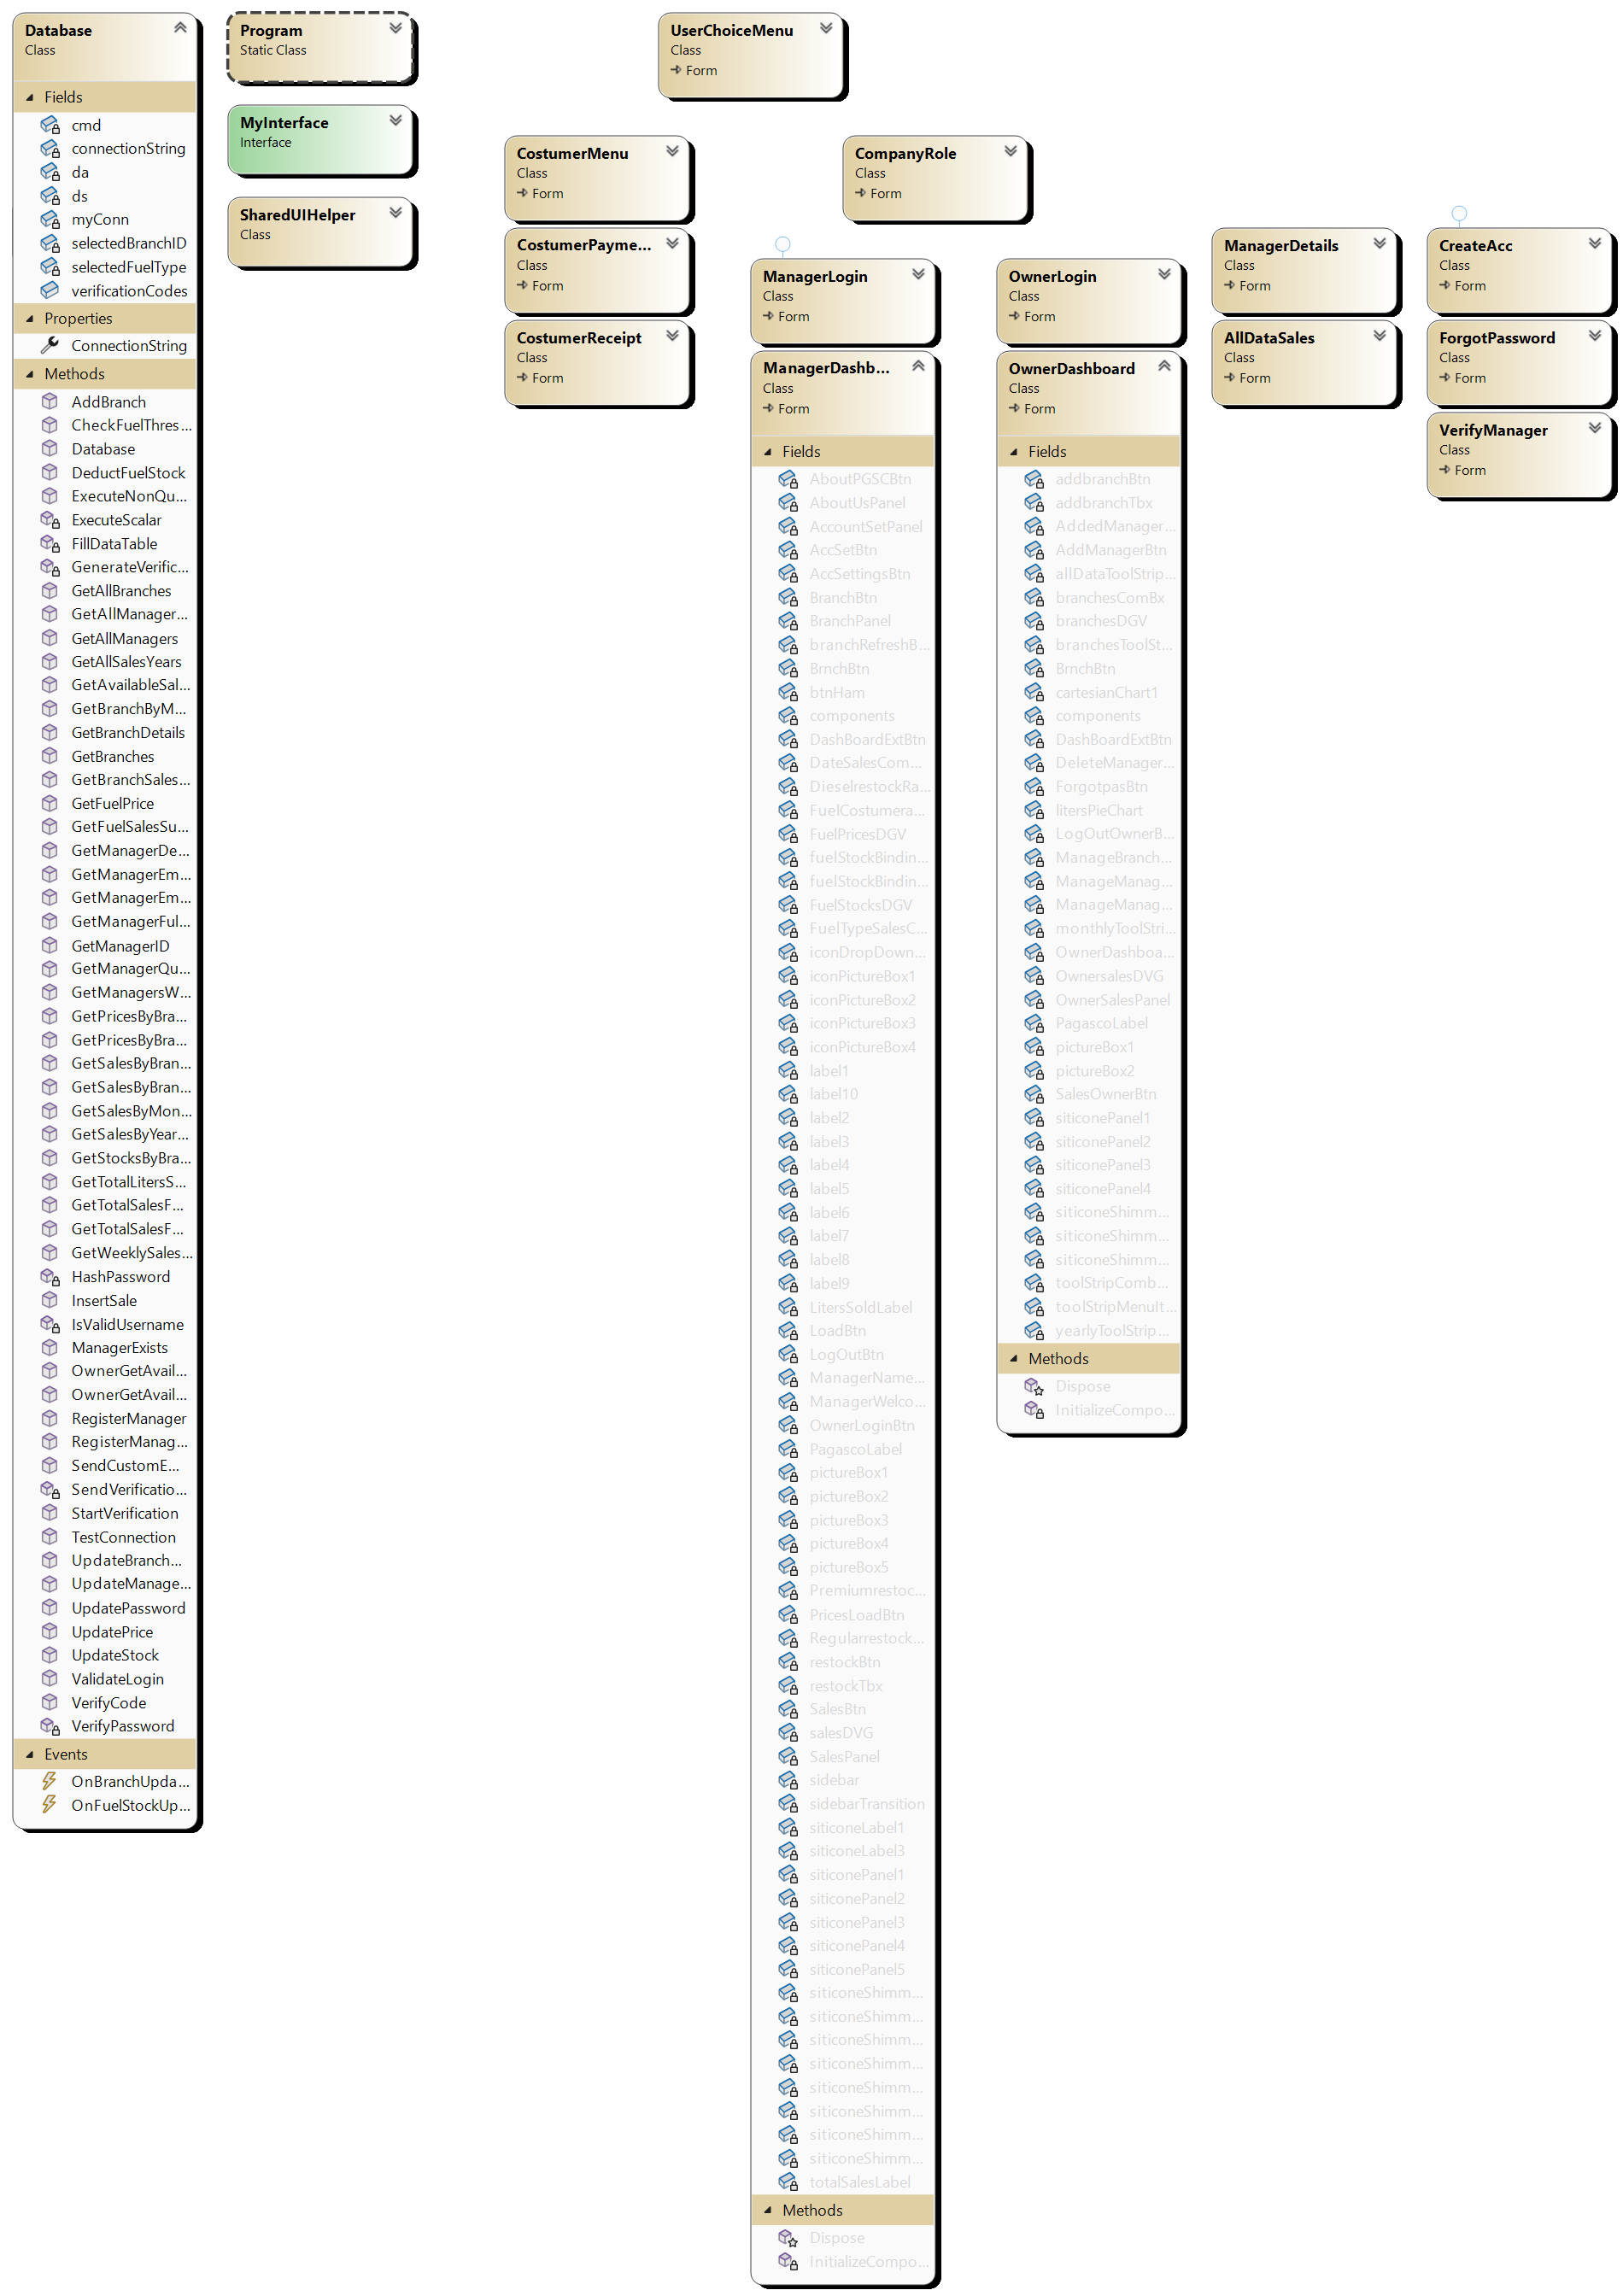 Database
Class
Fields
cmd
connectionString
da
ds
myConn
selectedBranchID
selectedFuelType
verificationCodes
Properties
ConnectionString
Methods
AddBranch
CheckFuelThres...
Database
DeductFuelStock
ExecuteNonQu...
ExecuteScalar
FillDataTable
GenerateVerific...
GetAllBranches
GetAllManager...
GetAllManagers
GetAllSalesYears
GetAvailableSal...
GetBranchByM...
GetBranchDetails
GetBranches
GetBranchSales...
GetFuelPrice
GetFuelSalesSu...
GetManagerDe...
GetManagerEm...
GetManagerEm...
GetManagerFul...
GetManagerID
GetManagerQu...
GetManagersW...
GetPricesByBra...
GetPricesByBra...
GetSalesByBran...
GetSalesByBran...
GetSalesByMon...
GetSalesByYear...
GetStocksByBra...
GetTotalLitersS...
GetTotalSalesF...
GetTotalSalesF...
GetWeeklySales...
HashPassword
InsertSale
IsValidUsername
ManagerExists
OwnerGetAvail...
OwnerGetAvail...
RegisterManager
RegisterManag...
SendCustomE...
SendVerificatio...
StartVerification
TestConnection
UpdateBranch...
UpdateManage...
UpdatePassword
UpdatePrice
UpdateStock
ValidateLogin
VerifyCode
VerifyPassword
Events
OnBranchUpda...
OnFuelStockUp...
Program
Static Class
MyInterface
Interface
SharedUIHelper
Class
UserChoiceMenu
Class
Form
CostumerMenu
Class
Form
CostumerPayme...
Class
Form
CostumerReceipt
Class
Form
CompanyRole
Class
Form
ManagerLogin
Class
Form
ManagerDashb...
Class
Form
Fields
AboutPGSCBtn
AboutUsPanel
AccountSetPanel
AccSetBtn
AccSettingsBtn
BranchBtn
BranchPanel
branchRefreshB...
BrnchBtn
btnHam
components
DashBoardExtBtn
DateSalesCom...
DieselrestockRa...
FuelCostumera...
FuelPricesDGV
fuelStockBindin...
fuelStockBindin...
FuelStocksDGV
FuelTypeSalesC...
iconDropDown...
iconPictureBox1
iconPictureBox2
iconPictureBox3
iconPictureBox4
label1
label10
label2
label3
label4
label5
label6
label7
label8
label9
LitersSoldLabel
LoadBtn
LogOutBtn
ManagerName...
ManagerWelco...
OwnerLoginBtn
PagascoLabel
pictureBox1
pictureBox2
pictureBox3
pictureBox4
pictureBox5
Premiumrestoc...
PricesLoadBtn
Regularrestock...
restockBtn
restockTbx
SalesBtn
salesDVG
SalesPanel
sidebar
sidebarTransition
siticoneLabel1
siticoneLabel3
siticonePanel1
siticonePanel2
siticonePanel3
siticonePanel4
siticonePanel5
siticoneShimm...
siticoneShimm...
siticoneShimm...
siticoneShimm...
siticoneShimm...
siticoneShimm...
siticoneShimm...
siticoneShimm...
totalSalesLabel
Methods
Dispose
InitializeCompo...
OwnerLogin
Class
Form
OwnerDashboard
Class
Form
Fields
addbranchBtn
addbranchTbx
AddedManager...
AddManagerBtn
allDataToolStrip...
branchesComBx
branchesDGV
branchesToolSt...
BrnchBtn
cartesianChart1
components
DashBoardExtBtn
DeleteManager...
ForgotpasBtn
litersPieChart
LogOutOwnerB...
ManageBranch...
ManageManag...
ManageManag...
monthlyToolStri...
OwnerDashboa...
OwnersalesDVG
OwnerSalesPanel
PagascoLabel
pictureBox1
pictureBox2
SalesOwnerBtn
siticonePanel1
siticonePanel2
siticonePanel3
siticonePanel4
siticoneShimm...
siticoneShimm...
siticoneShimm...
toolStripComb...
toolStripMenuIt...
yearlyToolStrip...
Methods
Dispose
InitializeCompo...
ManagerDetails
Class
Form
AllDataSales
Class
Form
CreateAcc
Class
Form
ForgotPassword
Class
Form
VerifyManager
Class
Form